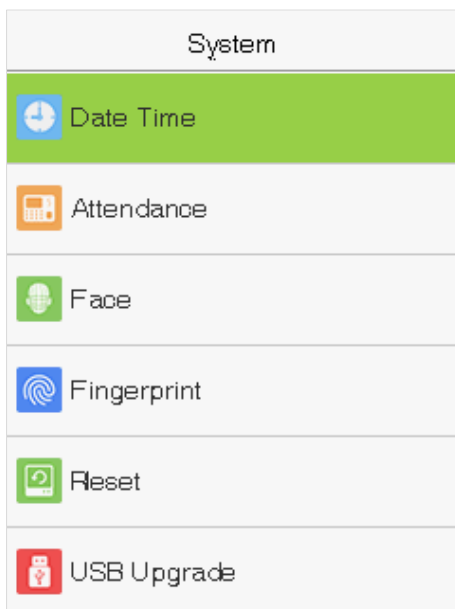 System
Date Time
Attendance
Face
Fingerprint
Reset
USB Upgrade